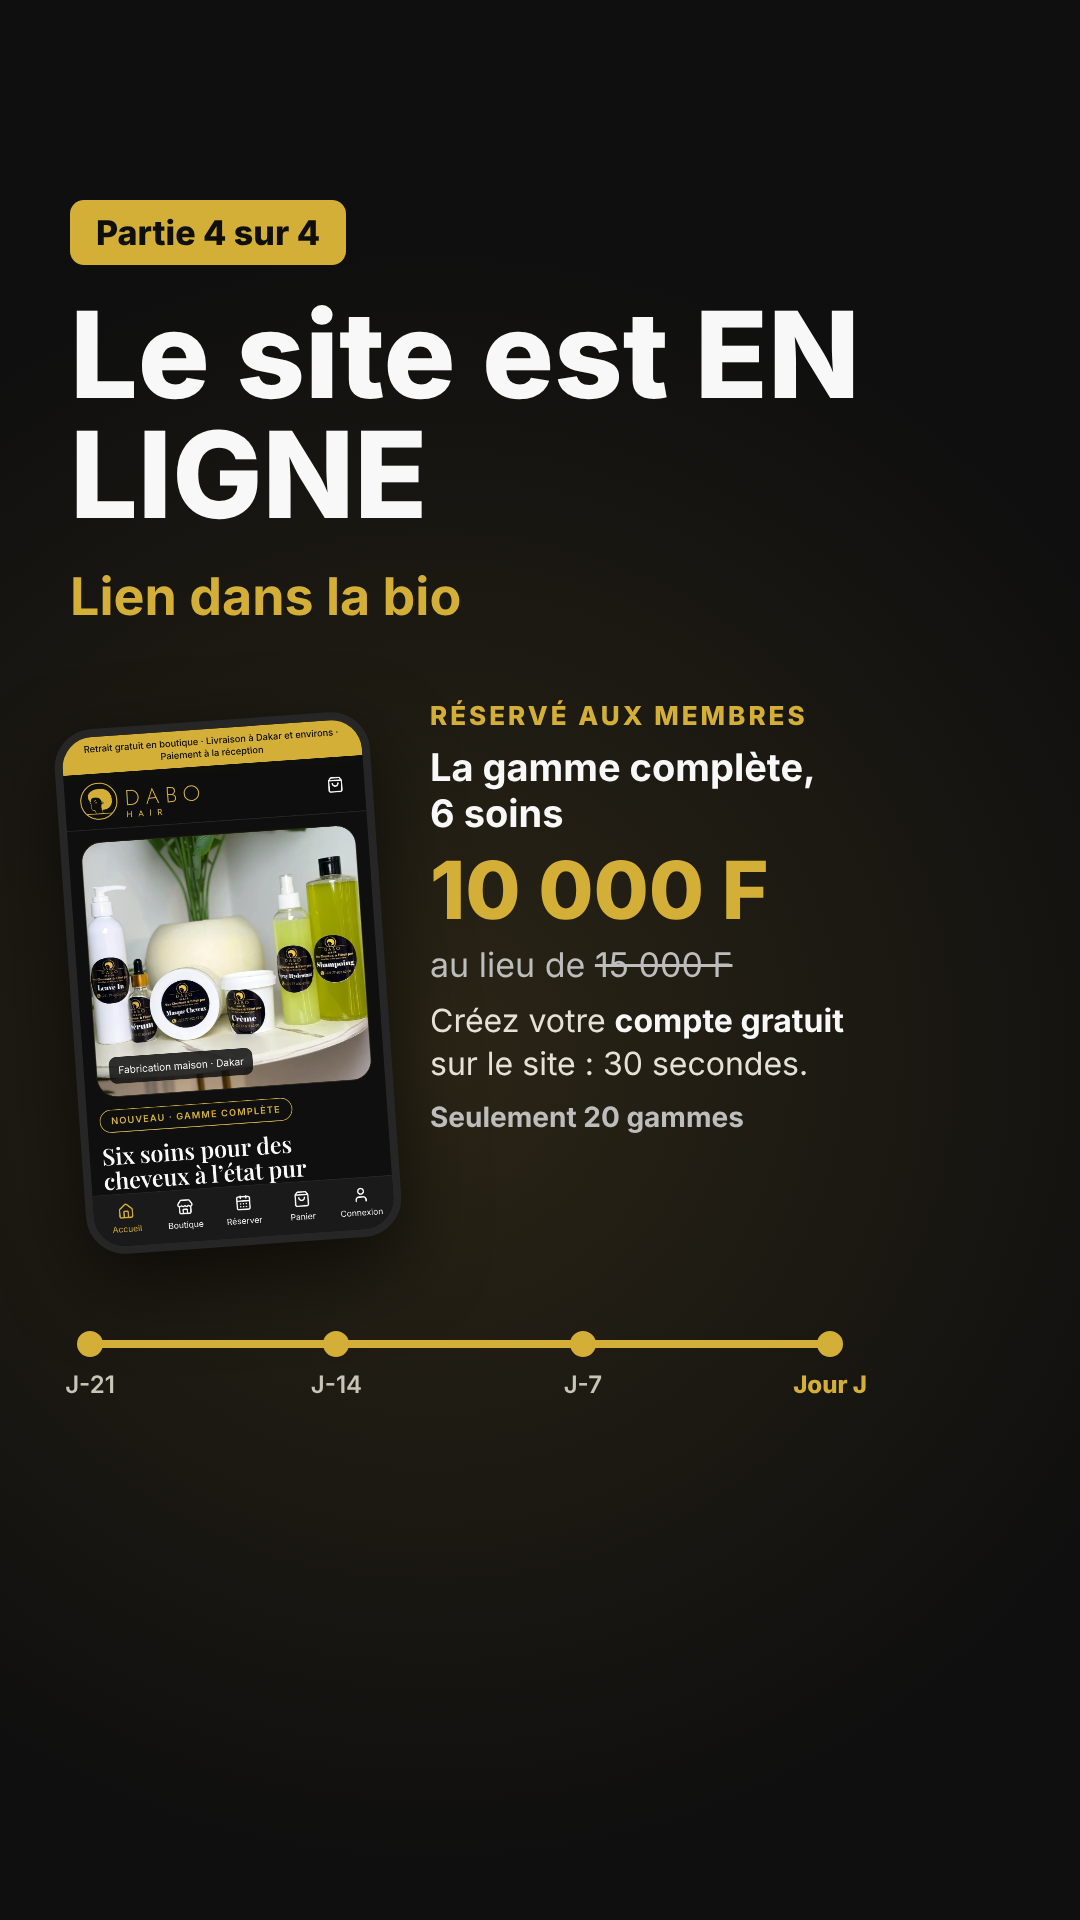 Partie 4 sur 4
Le site est EN
LIGNE
Lien dans la bio
Retrait gratuit en boutique · Livraison à Dakar et environs ·
Paiement à la réception
DABO
HAIR
Leave In
Sérum
Masque Cheveux
Crème
Shampoing
Fabrication maison · Dakar
NOUVEAU · GAMME COMPLÈTE
Six soins pour des
cheveux à l'état pur
Accueil
Boutique
Réserver
Panier
Connexion
RÉSERVÉ AUX MEMBRES
La gamme complète,
6 soins
10 000 F
au lieu de 15 000 F
Créez votre compte gratuit
sur le site : 30 secondes.
Seulement 20 gammes
J-21
J-14
J-7
Jour J